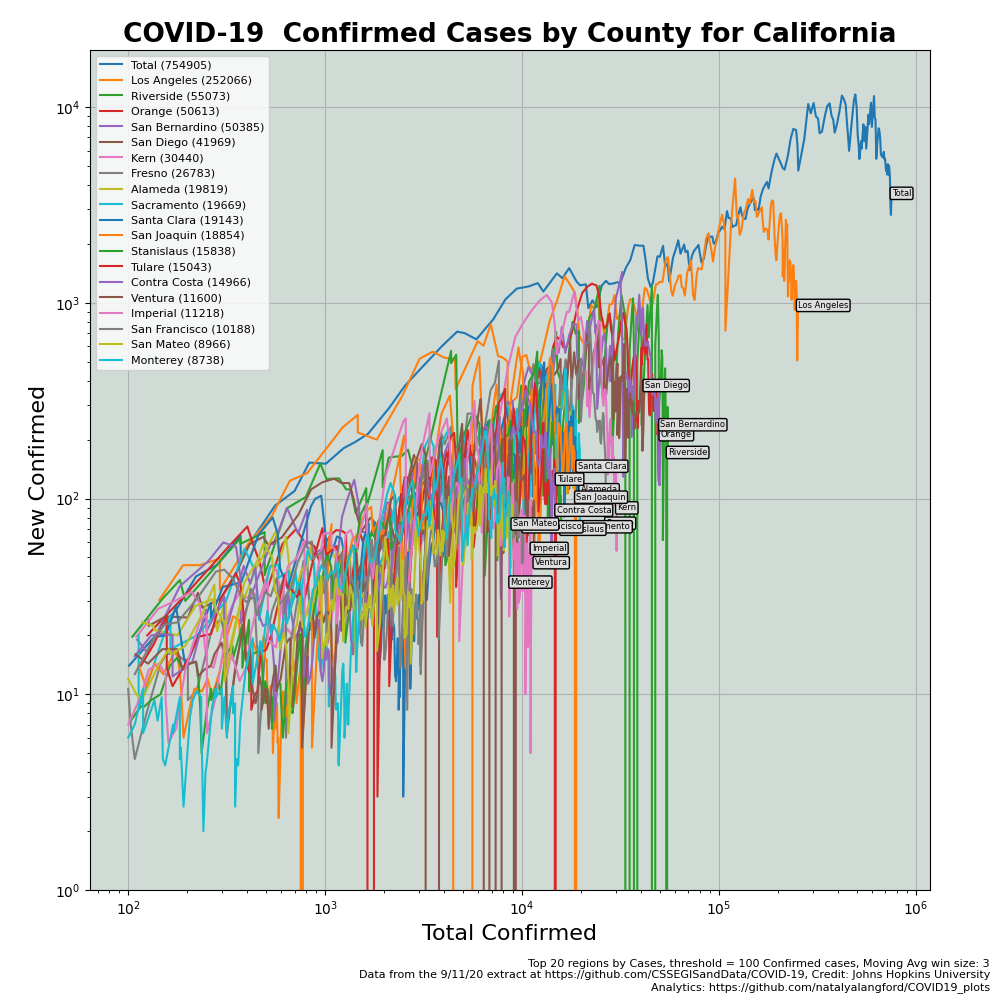 COVID-19  Confirmed Cases by County for California
Total (754905)
Los Angeles (252066)
Riverside (55073)
Orange (50613)
San Bernardino (50385)
San Diego (41969)
Kern (30440)
Fresno (26783)
Alameda (19819)
Sacramento (19669)
Santa Clara (19143)
San Joaquin (18854)
Stanislaus (15838)
Tulare (15043)
Contra Costa (14966)
Ventura (11600)
Imperial (11218)
San Francisco (10188)
San Mateo (8966)
Monterey (8738)
10⁴
10³
10²
10¹
10⁰
New Confirmed
Total
Los Angeles
San Diego
San Bernardino
Orange
Riverside
Santa Clara
Tulare
Alameda
San Joaquin
Kern
Contra Costa
San Mateo
cisco
slaus
mento
Imperial
Ventura
Monterey
10² 10³ 10⁴ 10⁵ 10⁶
Total Confirmed
Top 20 regions by Cases, threshold = 100 Confirmed cases, Moving Avg win size: 3
Data from the 9/11/20 extract at https://github.com/CSSEGISandData/COVID-19, Credit: Johns Hopkins University
Analytics: https://github.com/natalyalangford/COVID19_plots